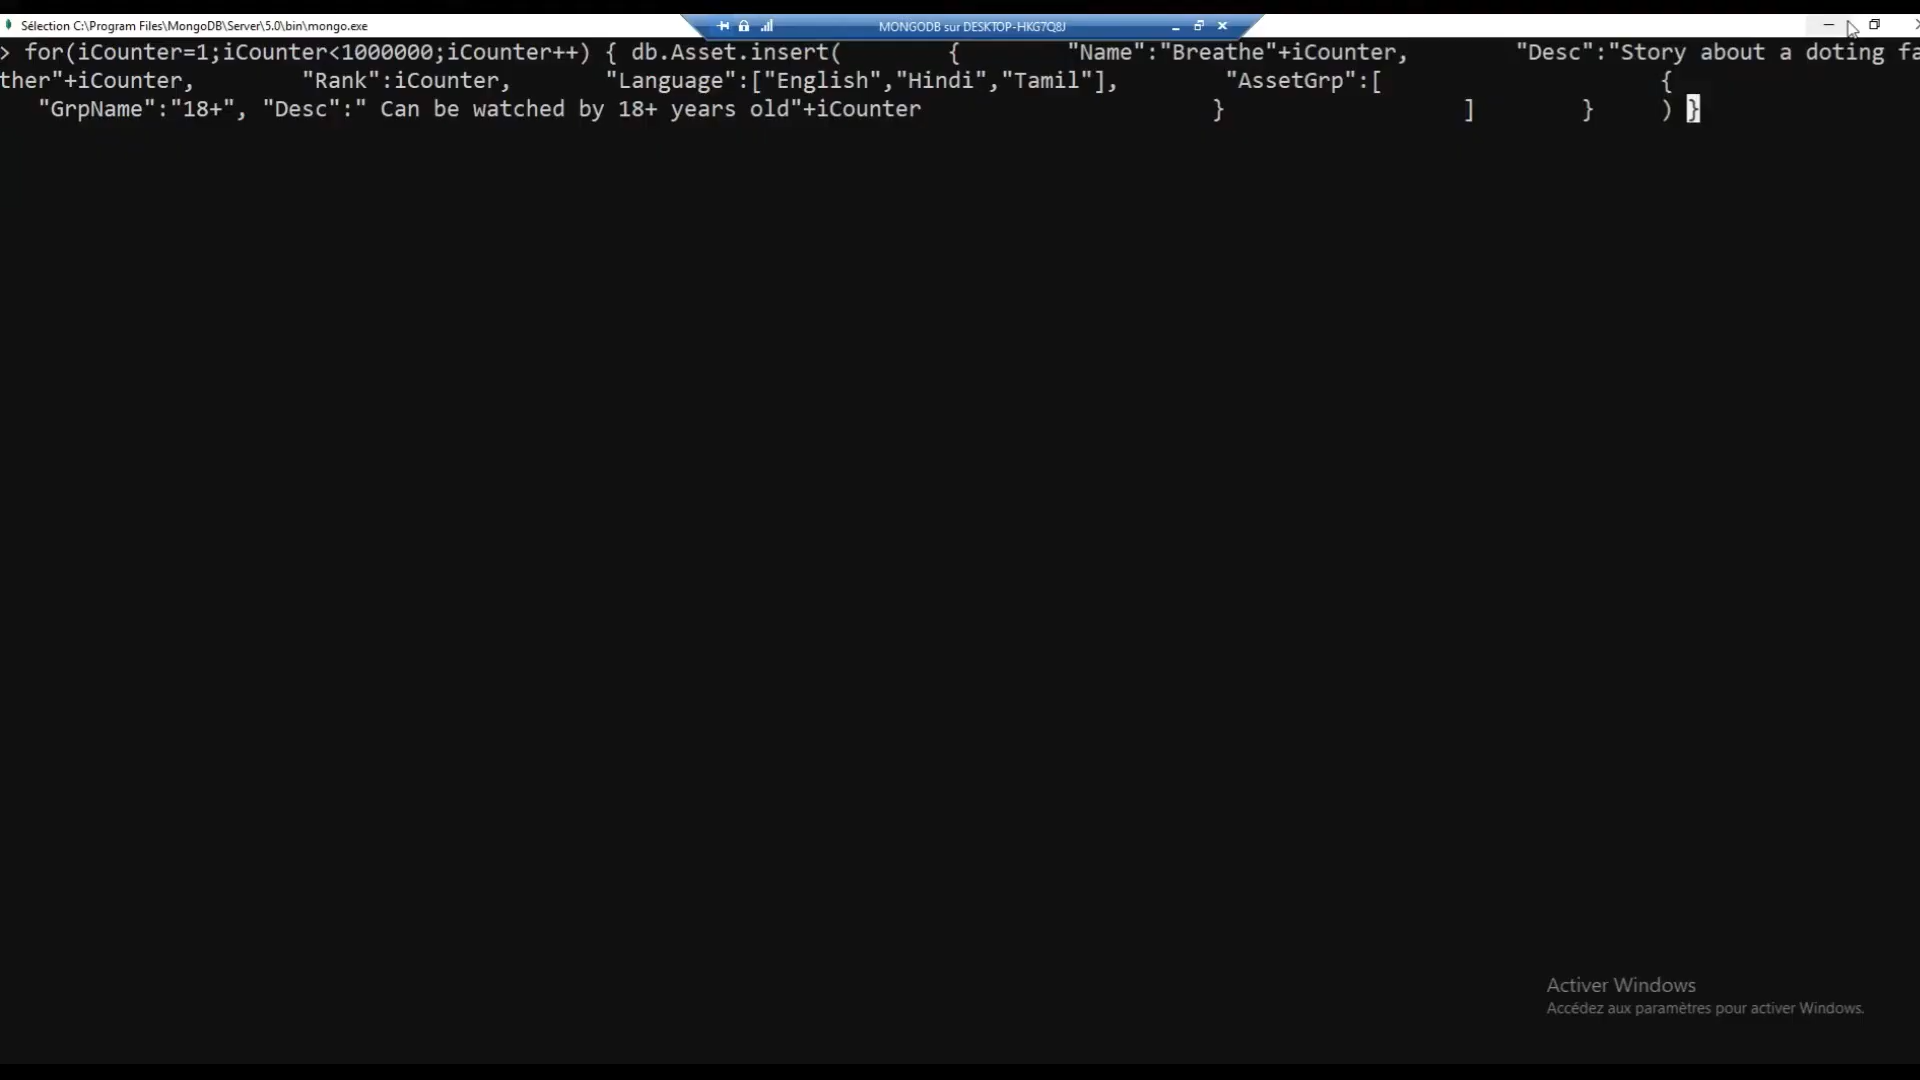 Sélection C:\Program Files\MongoDB\Server\5.0\bin\mongo.exe
MONGODB sur DESKTOP-HKG7Q8J
> for(iCounter=1;iCounter<1000000;iCounter++) { db.Asset.insert( { "Name":"Breathe"+iCounter, "Desc":"Story about a doting fa
ther"+iCounter, "Rank":iCounter, "Language":["English","Hindi","Tamil"], "AssetGrp":[ {
"GrpName":"18+", "Desc":" Can be watched by 18+ years old"+iCounter } ] } ) }
Activer Windows
Accédez aux paramètres pour activer Windows.